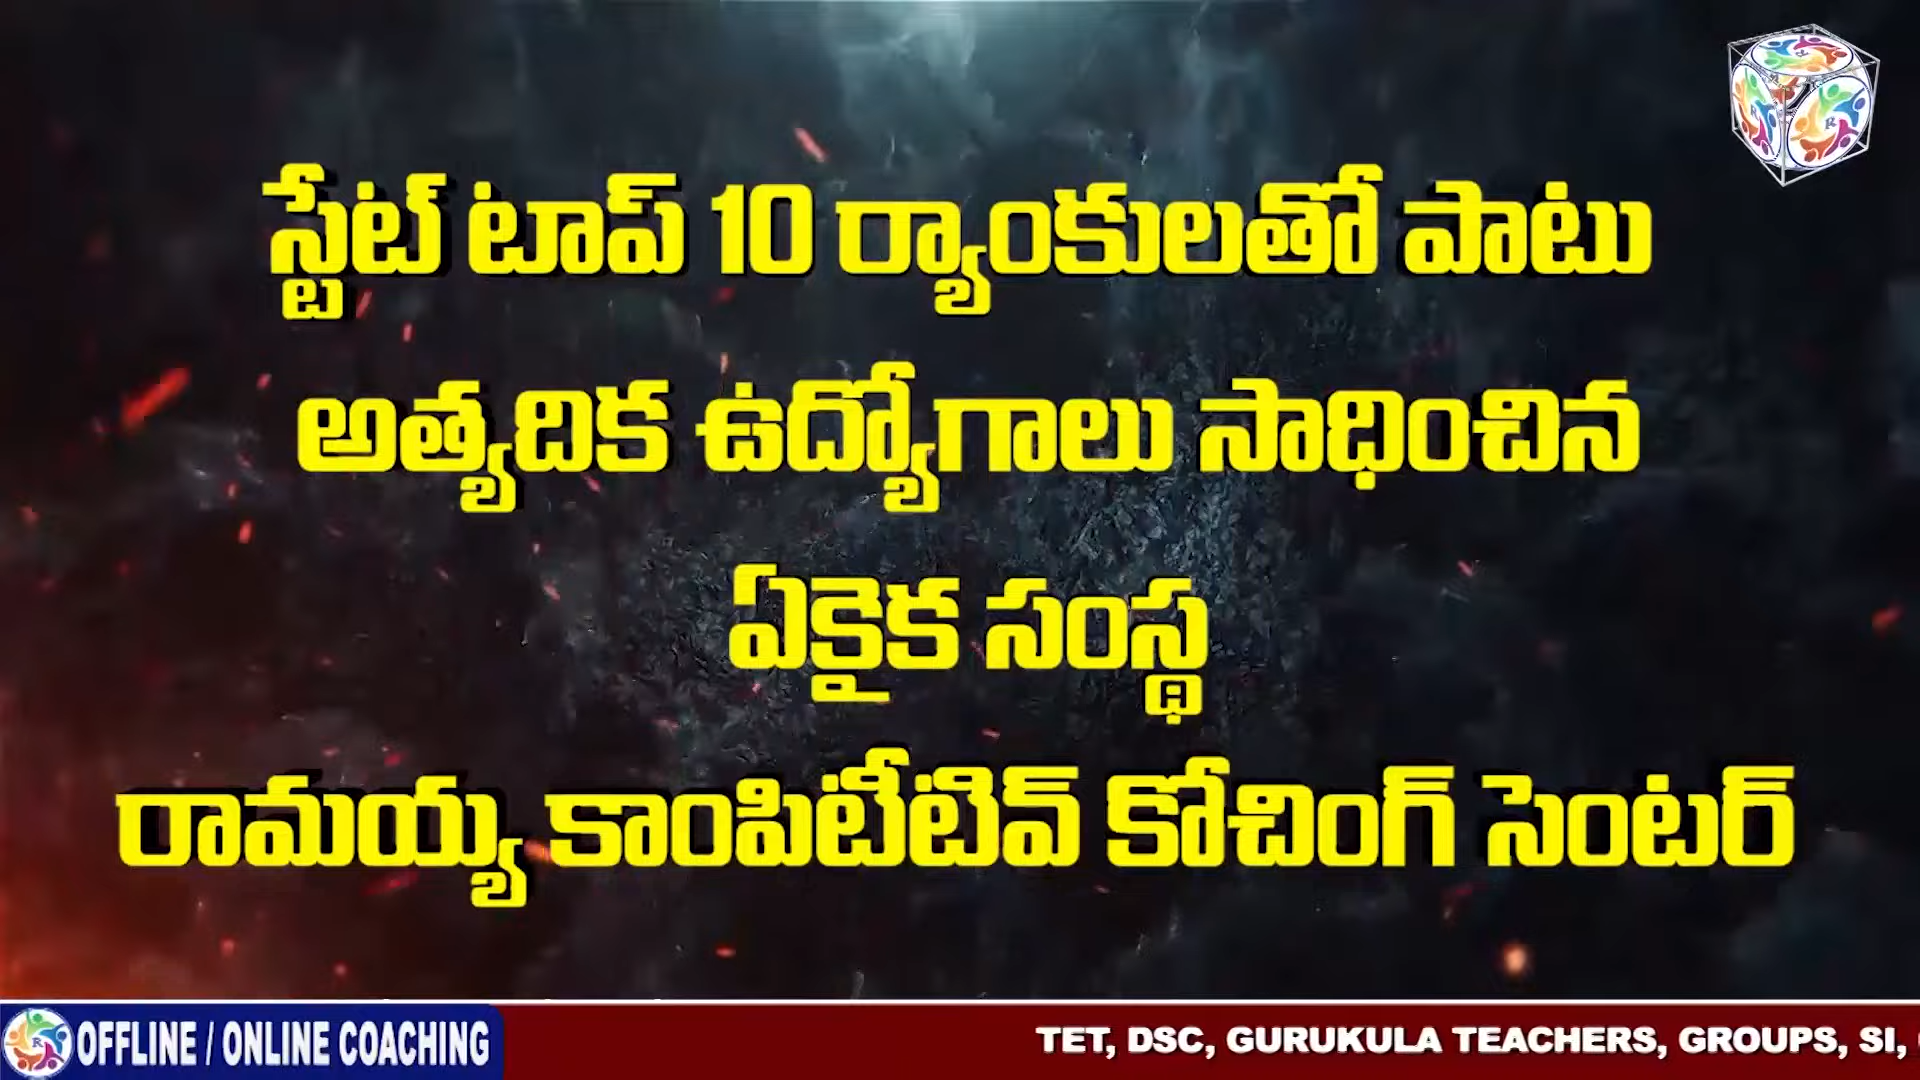 స్టేట్ టాప్ 10 ర్యాంకులతో పాటు
అత్యదిక ఉద్యోగాలు సాధించిన
ఏకైక సంస్థ
రామయ్య కాంపిటీటివ్ కోచింగ్ సెంటర్
OFFLINE / ONLINE COACHING
TET, DSC, GURUKULA TEACHERS, GROUPS, SI,